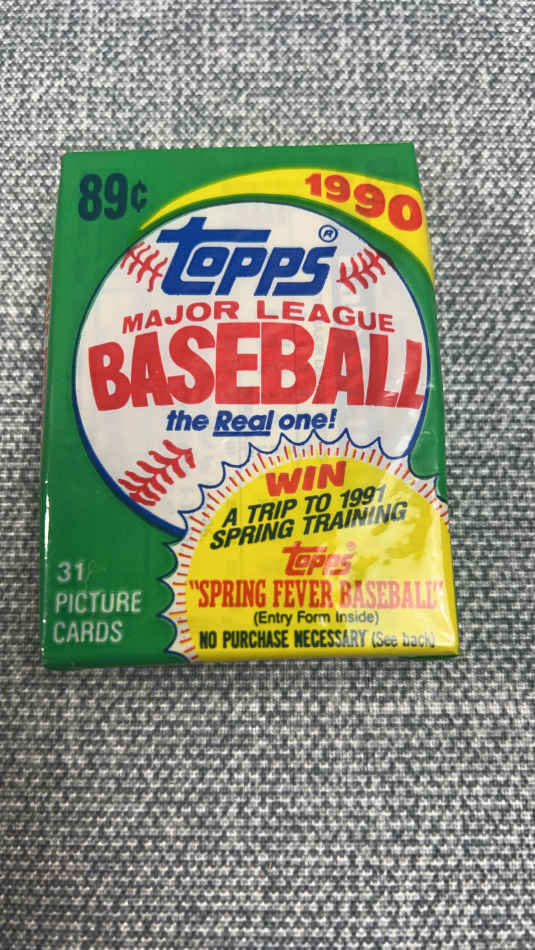 89¢
1990
topps®
MAJOR LEAGUE
BASEBALL
the Real one!
WIN
A TRIP TO 1991
SPRING TRAINING
topps
"SPRING FEVER BASEBALL"
(Entry Form Inside)
NO PURCHASE NECESSARY (See back)
31
PICTURE
CARDS